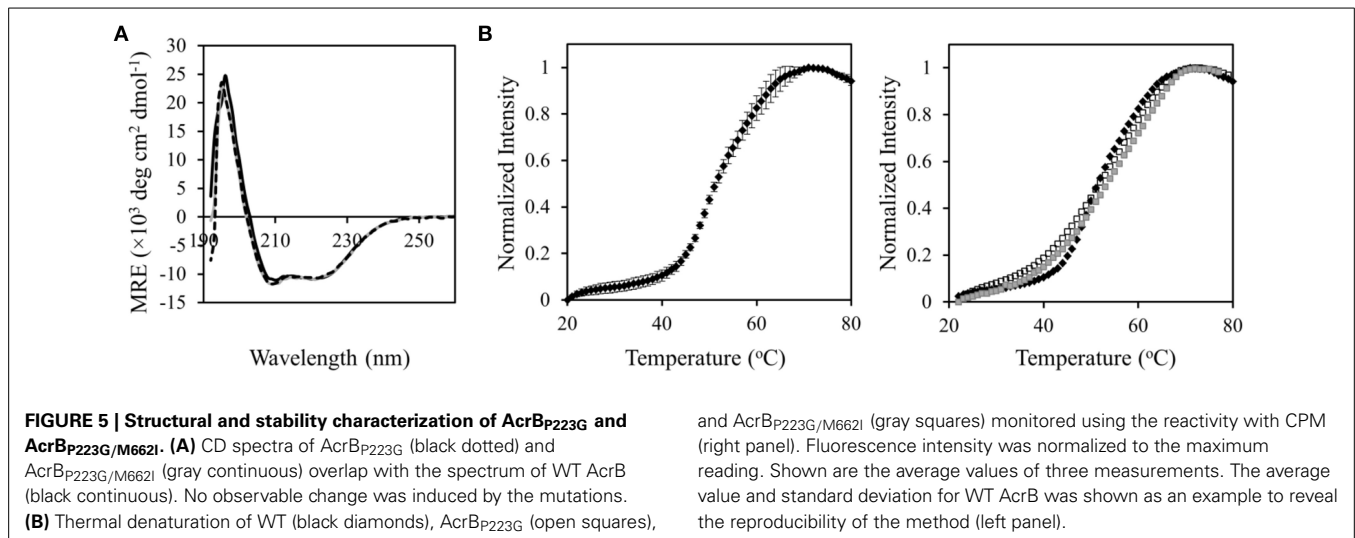 A
30
25
20
15
10
5
0
-5
-10
-15
190 210 230 250
MRE (×10³ deg cm² dmol⁻¹)
Wavelength (nm)
B
1
0.8
0.6
0.4
0.2
0
20 40 60 80
Normalized Intensity
Temperature (°C)
1
0.8
0.6
0.4
0.2
0
20 40 60 80
Normalized Intensity
Temperature (°C)
FIGURE 5 | Structural and stability characterization of AcrB_P223G and
AcrB_P223G/M662I. (A) CD spectra of AcrB_P223G (black dotted) and
AcrB_P223G/M662I (gray continuous) overlap with the spectrum of WT AcrB
(black continuous). No observable change was induced by the mutations.
(B) Thermal denaturation of WT (black diamonds), AcrB_P223G (open squares),
and AcrB_P223G/M662I (gray squares) monitored using the reactivity with CPM
(right panel). Fluorescence intensity was normalized to the maximum
reading. Shown are the average values of three measurements. The average
value and standard deviation for WT AcrB was shown as an example to reveal
the reproducibility of the method (left panel).